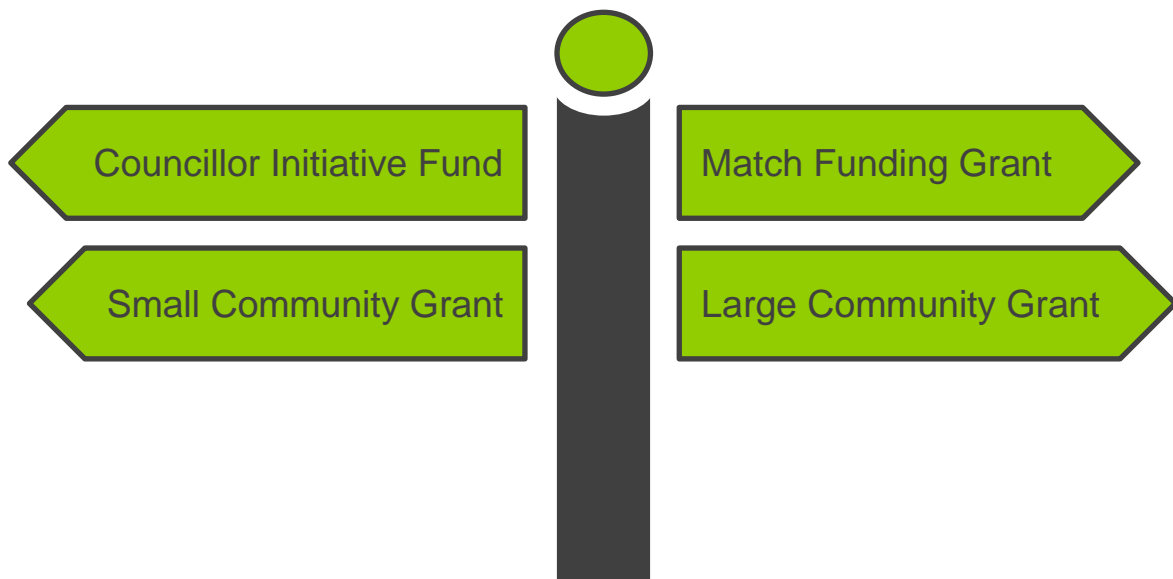 Councillor Initiative Fund
Match Funding Grant
Small Community Grant
Large Community Grant